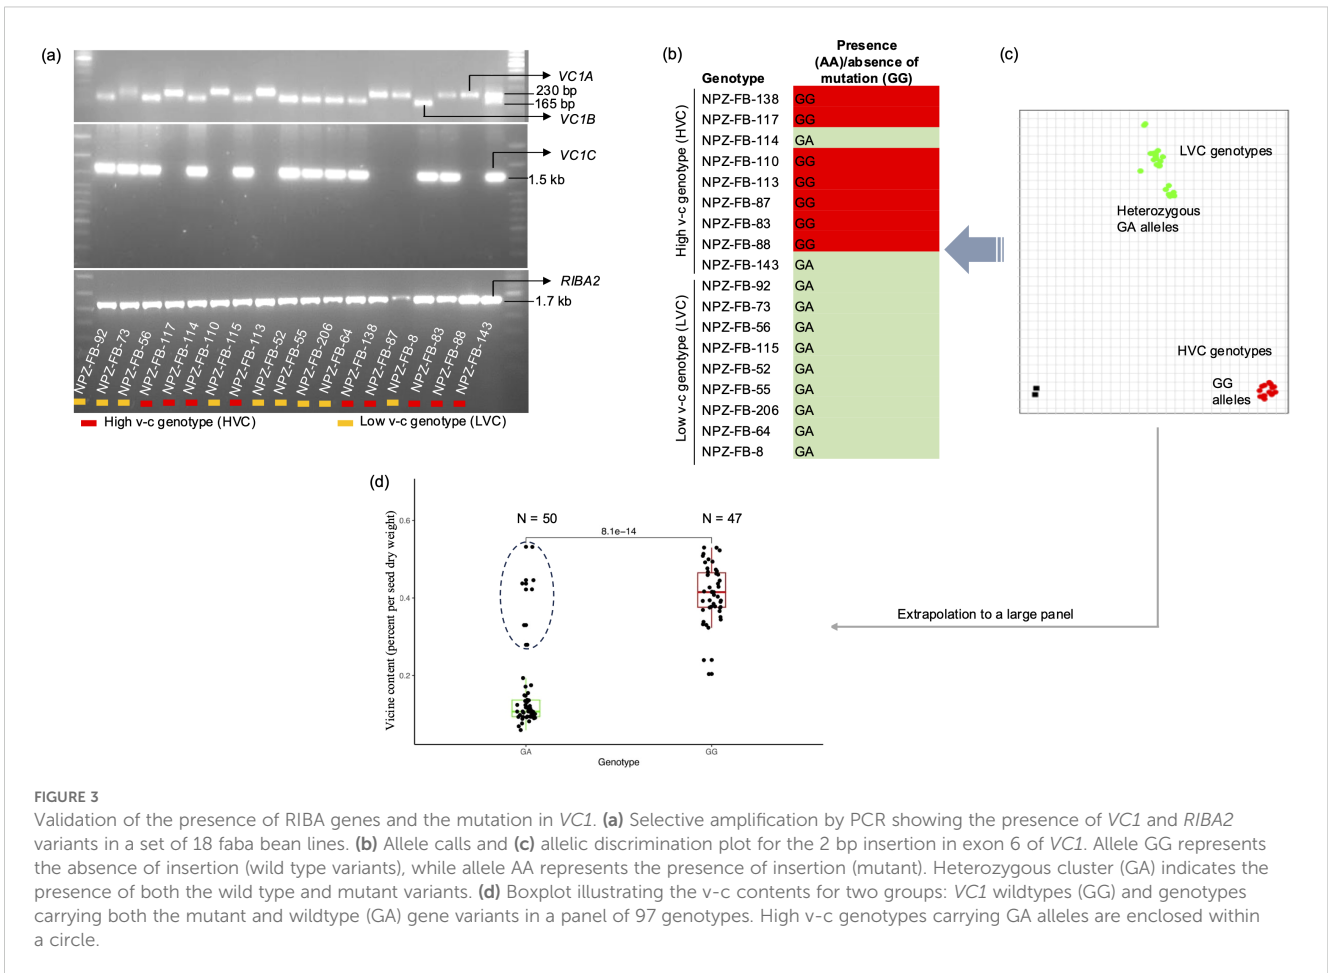 (a)
VC1A
230 bp
165 bp
VC1B
VC1C
1.5 kb
RIBA2
1.7 kb
NPZ-FB-92
NPZ-FB-73
NPZ-FB-56
NPZ-FB-117
NPZ-FB-114
NPZ-FB-110
NPZ-FB-115
NPZ-FB-113
NPZ-FB-52
NPZ-FB-55
NPZ-FB-206
NPZ-FB-64
NPZ-FB-138
NPZ-FB-87
NPZ-FB-8
NPZ-FB-83
NPZ-FB-88
NPZ-FB-143
High v-c genotype (HVC)
Low v-c genotype (LVC)
(b)
Genotype
Presence
(AA)/absence of
mutation (GG)
High v-c genotype (HVC)
NPZ-FB-138 GG
NPZ-FB-117 GG
NPZ-FB-114 GA
NPZ-FB-110 GG
NPZ-FB-113 GG
NPZ-FB-87 GG
NPZ-FB-83 GG
NPZ-FB-88 GG
NPZ-FB-143 GA
Low v-c genotype (LVC)
NPZ-FB-92 GA
NPZ-FB-73 GA
NPZ-FB-56 GA
NPZ-FB-115 GA
NPZ-FB-52 GA
NPZ-FB-55 GA
NPZ-FB-206 GA
NPZ-FB-64 GA
NPZ-FB-8 GA
(c)
LVC genotypes
Heterozygous
GA alleles
HVC genotypes
GG
alleles
Extrapolation to a large panel
(d)
Vicine content (percent per seed dry weight)
0.6
0.4
0.2
N = 50
N = 47
8.1e−14
GA
GG
Genotype
FIGURE 3
Validation of the presence of RIBA genes and the mutation in VC1. (a) Selective amplification by PCR showing the presence of VC1 and RIBA2
variants in a set of 18 faba bean lines. (b) Allele calls and (c) allelic discrimination plot for the 2 bp insertion in exon 6 of VC1. Allele GG represents
the absence of insertion (wild type variants), while allele AA represents the presence of insertion (mutant). Heterozygous cluster (GA) indicates the
presence of both the wild type and mutant variants. (d) Boxplot illustrating the v-c contents for two groups: VC1 wildtypes (GG) and genotypes
carrying both the mutant and wildtype (GA) gene variants in a panel of 97 genotypes. High v-c genotypes carrying GA alleles are enclosed within
a circle.